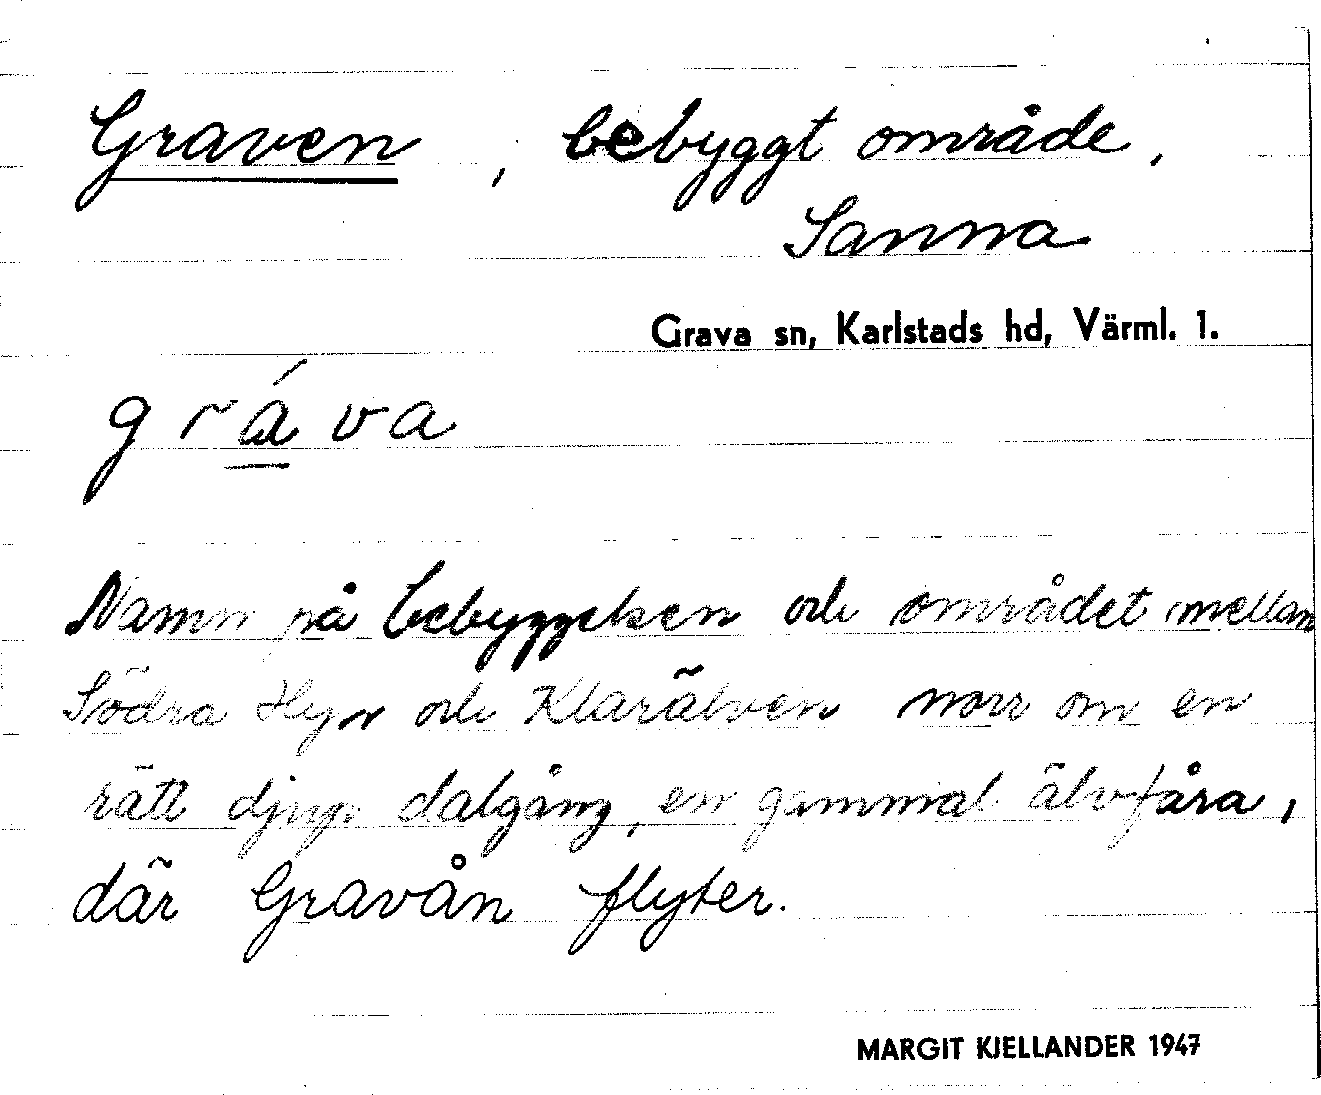 Graven, bebyggt område,
Sanna
Grava sn, Karlstads hd, Värml. 1.
gráva
Namn på bebyggelsen och området mellan
Södra Hyn och Klarälven norr om en
rätt djup dalgång, en gammal älvfåra,
där Gravån flyter.
MARGIT KJELLANDER 1947